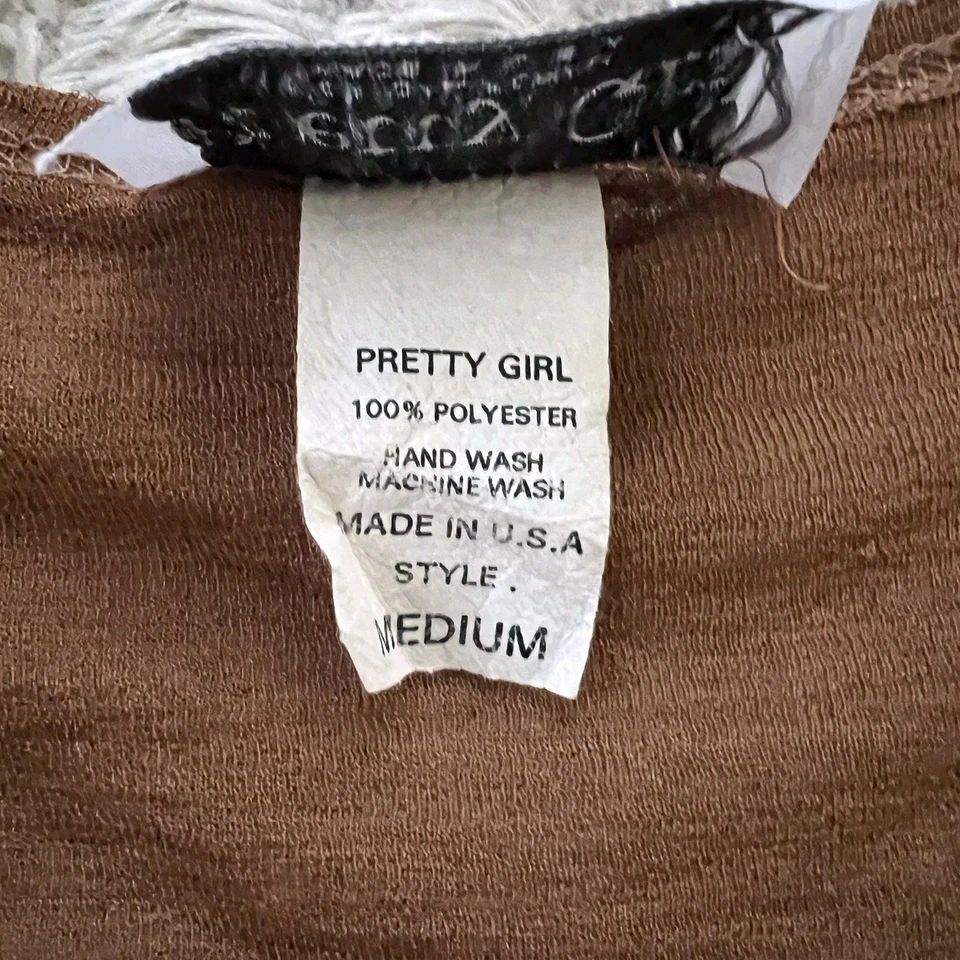 PRETTY GIRL
100% POLYESTER
HAND WASH
MACHINE WASH
MADE IN U.S.A
STYLE .
MEDIUM